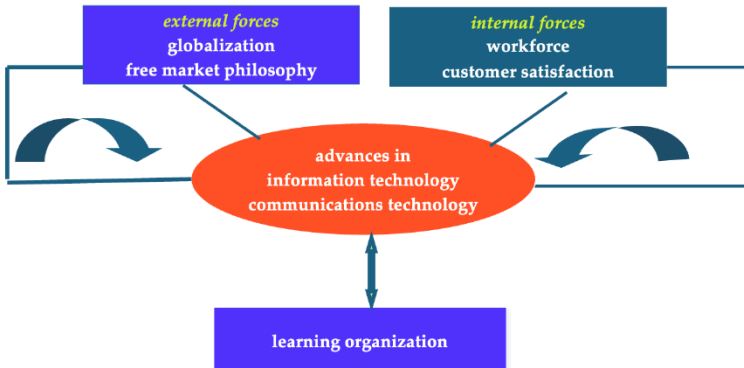 external forces
globalization
free market philosophy
internal forces
workforce
customer satisfaction
advances in
information technology
communications technology
learning organization